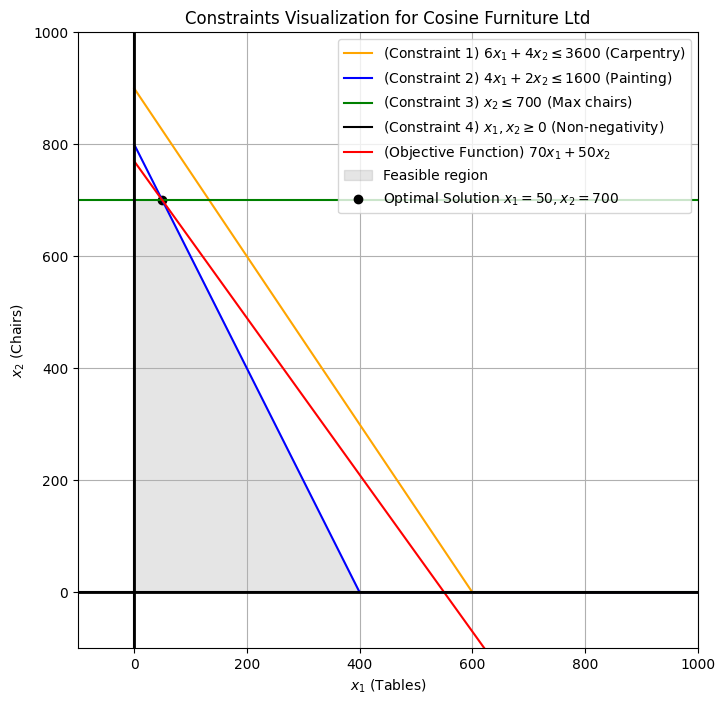 Constraints Visualization for Cosine Furniture Ltd
(Constraint 1) 6x₁ + 4x₂ ≤ 3600 (Carpentry)
(Constraint 2) 4x₁ + 2x₂ ≤ 1600 (Painting)
(Constraint 3) x₂ ≤ 700 (Max chairs)
(Constraint 4) x₁, x₂ ≥ 0 (Non-negativity)
(Objective Function) 70x₁ + 50x₂
Feasible region
Optimal Solution x₁ = 50, x₂ = 700
1000
800
600
400
200
0
x₂ (Chairs)
0 200 400 600 800 1000
x₁ (Tables)